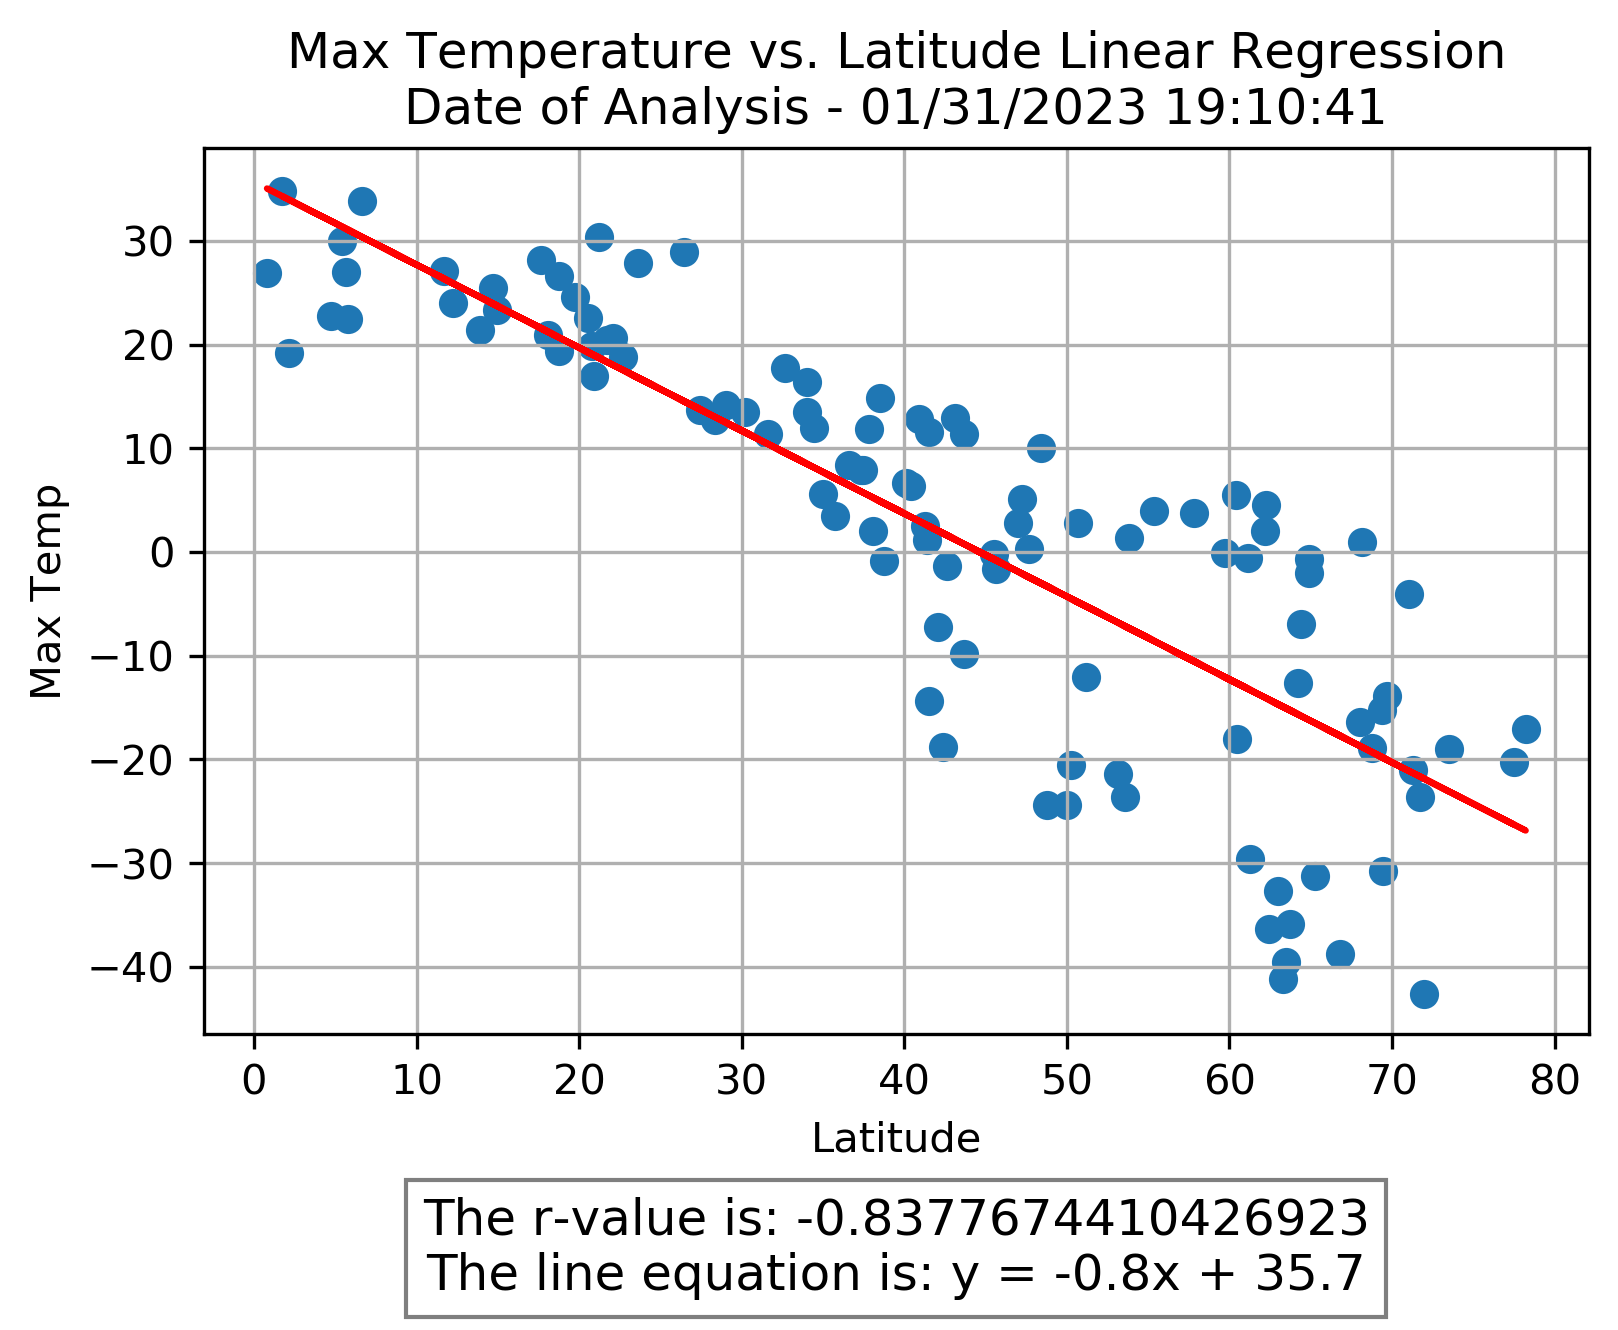 Max Temperature vs. Latitude Linear Regression
Date of Analysis - 01/31/2023 19:10:41
Max Temp
30
20
10
0
−10
−20
−30
−40
0 10 20 30 40 50 60 70 80
Latitude
The r-value is: -0.8377674410426923
The line equation is: y = -0.8x + 35.7